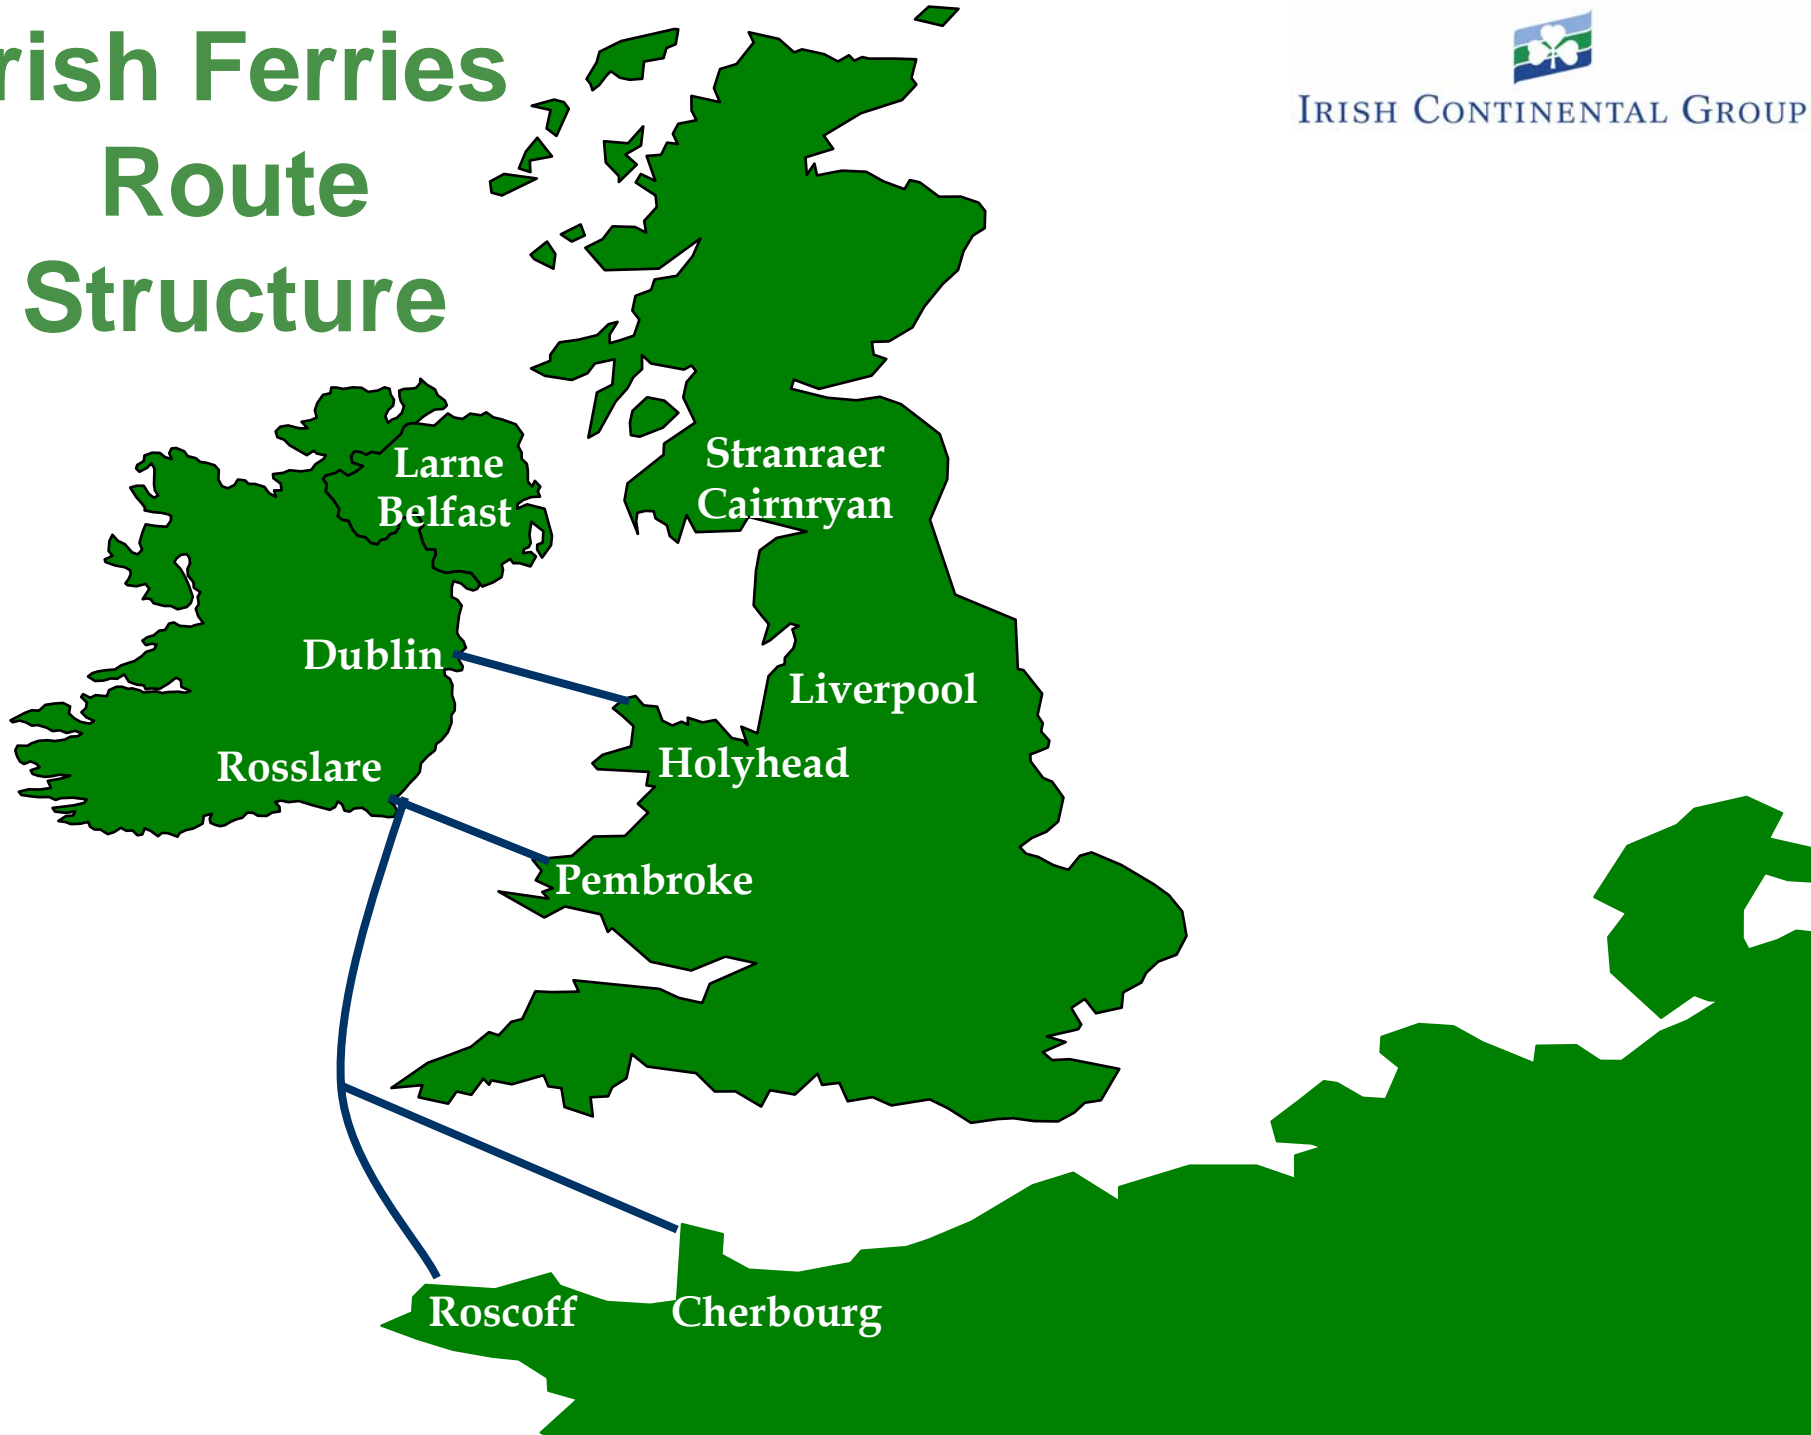 rish Ferries
Route
Structure
IRISH CONTINENTAL GROUP
Larne
Belfast
Stranraer
Cairnryan
Dublin
Liverpool
Rosslare
Holyhead
Pembroke
Roscoff
Cherbourg